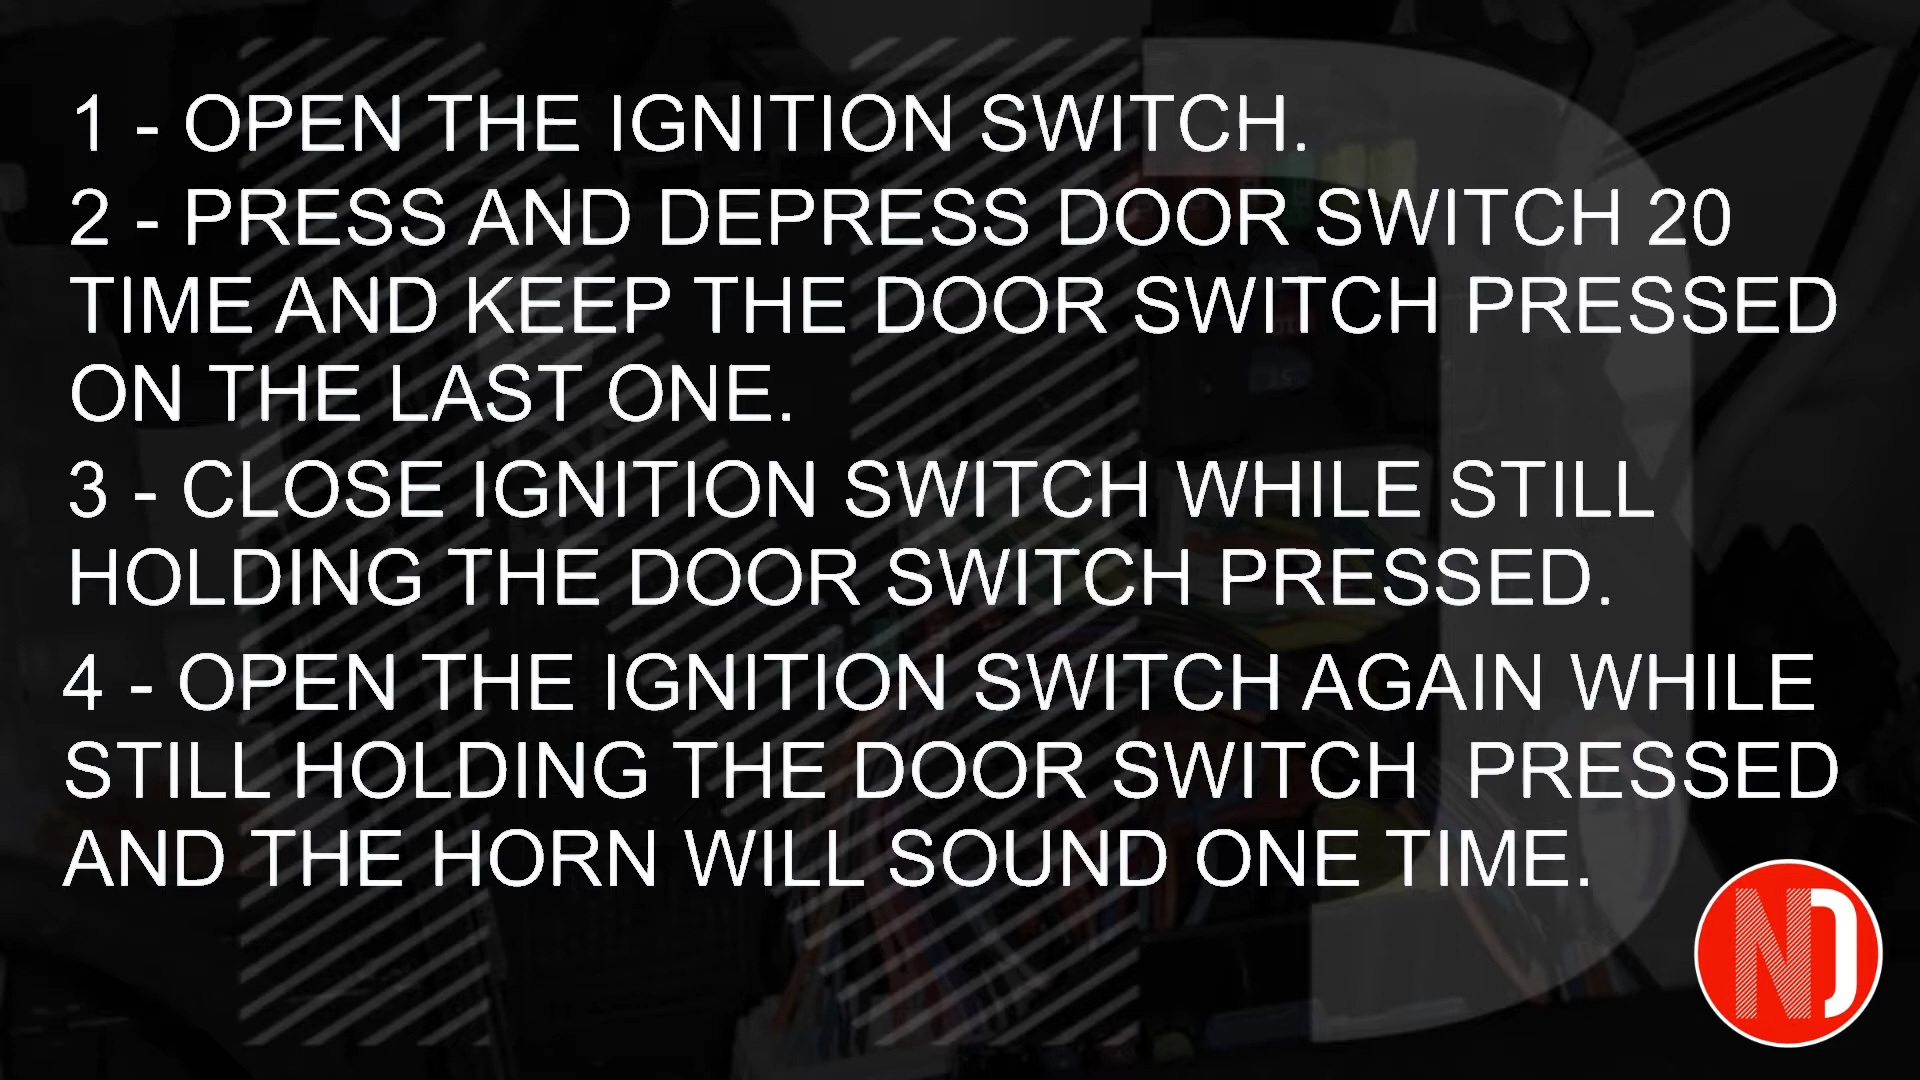 1 - OPEN THE IGNITION SWITCH.
2 - PRESS AND DEPRESS DOOR SWITCH 20
TIME AND KEEP THE DOOR SWITCH PRESSED
ON THE LAST ONE.
3 - CLOSE IGNITION SWITCH WHILE STILL
HOLDING THE DOOR SWITCH PRESSED.
4 - OPEN THE IGNITION SWITCH AGAIN WHILE
STILL HOLDING THE DOOR SWITCH  PRESSED
AND THE HORN WILL SOUND ONE TIME.
ND